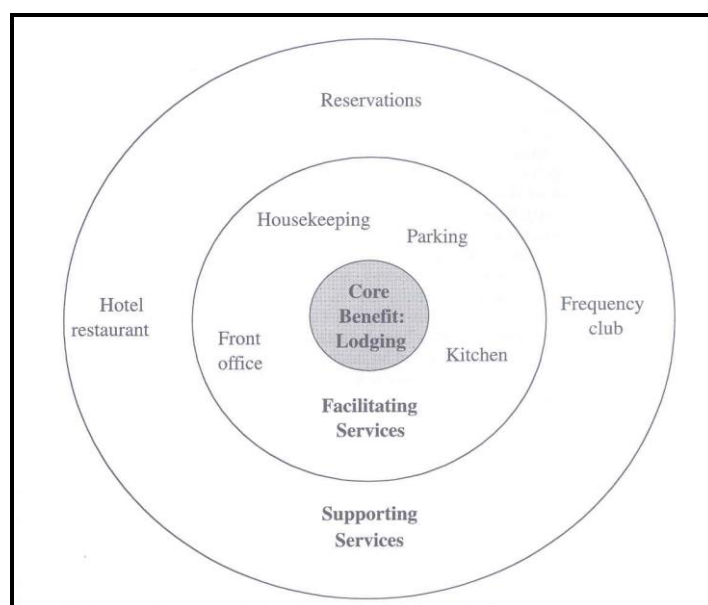 Reservations
Housekeeping
Parking
Core
Benefit:
Lodging
Hotel
restaurant
Frequency
club
Front
office
Kitchen
Facilitating
Services
Supporting
Services